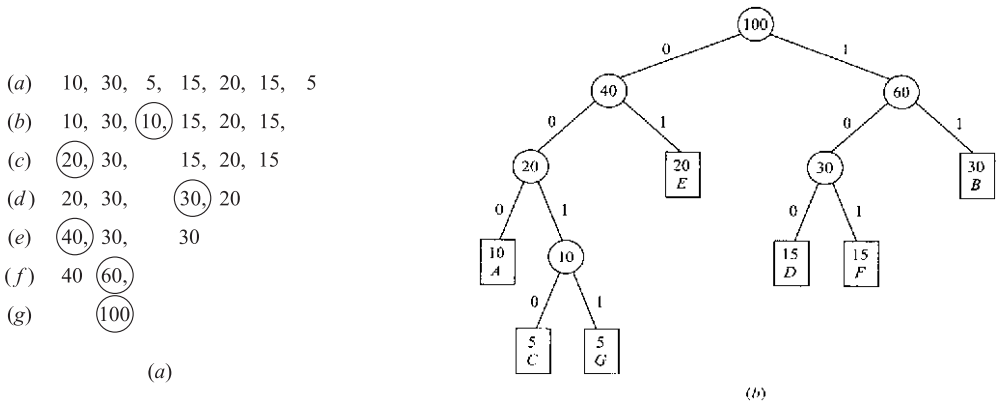 (a) 10, 30, 5, 15, 20, 15, 5
(b) 10, 30, 10, 15, 20, 15,
(c) 20, 30, 15, 20, 15
(d) 20, 30, 30, 20
(e) 40, 30, 30
(f) 40 60,
(g) 100
(a)
100
0 1
40 60
0 1 0 1
20 20 E 30 30 B
0 1 0 1
10 A 10 15 D 15 F
0 1
5 C 5 G
(b)